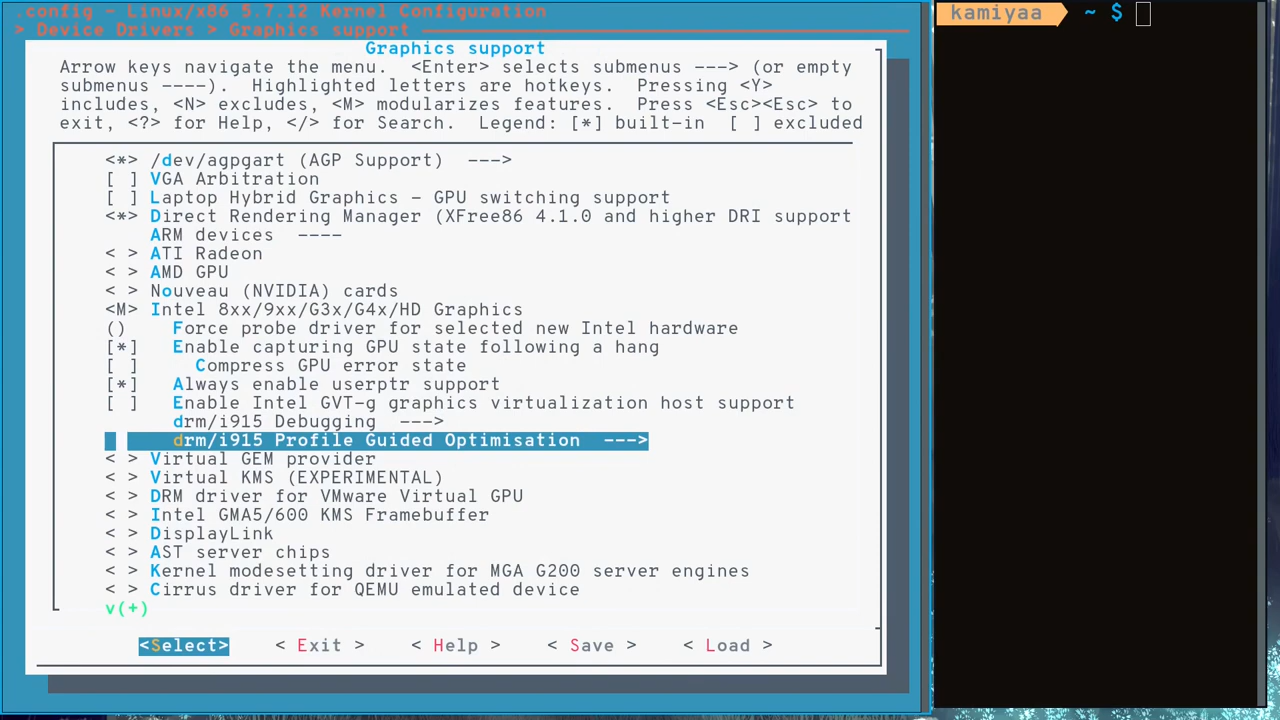 .config - Linux/x86 5.7.12 Kernel Configuration
> Device Drivers > Graphics support
Graphics support
Arrow keys navigate the menu.  <Enter> selects submenus ---> (or empty
submenus ----).  Highlighted letters are hotkeys.  Pressing <Y>
includes, <N> excludes, <M> modularizes features.  Press <Esc><Esc> to
exit, <?> for Help, </> for Search.  Legend: [*] built-in  [ ] excluded
<*> /dev/agpgart (AGP Support)  --->
[ ] VGA Arbitration
[ ] Laptop Hybrid Graphics - GPU switching support
<*> Direct Rendering Manager (XFree86 4.1.0 and higher DRI support
ARM devices  ----
< > ATI Radeon
< > AMD GPU
< > Nouveau (NVIDIA) cards
<M> Intel 8xx/9xx/G3x/G4x/HD Graphics
()    Force probe driver for selected new Intel hardware
[*]   Enable capturing GPU state following a hang
[ ]     Compress GPU error state
[*]   Always enable userptr support
[ ]   Enable Intel GVT-g graphics virtualization host support
drm/i915 Debugging  --->
drm/i915 Profile Guided Optimisation  --->
< > Virtual GEM provider
< > Virtual KMS (EXPERIMENTAL)
< > DRM driver for VMware Virtual GPU
< > Intel GMA5/600 KMS Framebuffer
< > DisplayLink
< > AST server chips
< > Kernel modesetting driver for MGA G200 server engines
< > Cirrus driver for QEMU emulated device
v(+)
<Select>    < Exit >    < Help >    < Save >    < Load >
kamiyaa ~ $